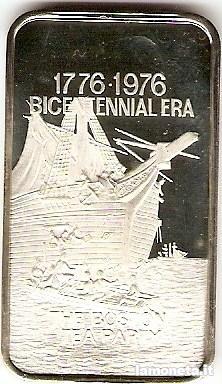 1776·1976
BICENTENNIAL ERA
THE BOSTON
TEA PARTY
lamoneta.it